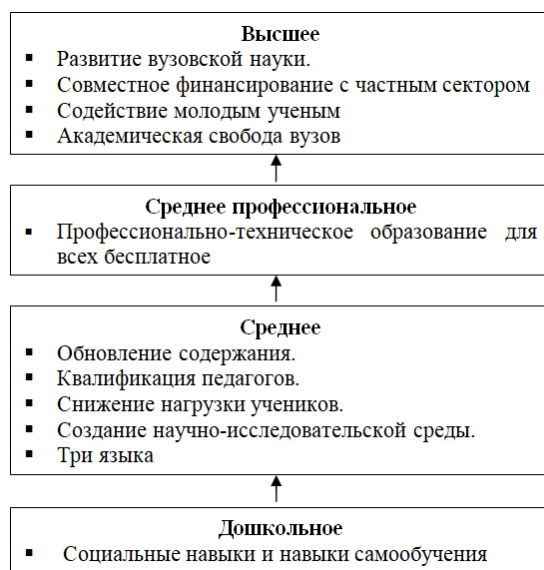 Высшее
▪ Развитие вузовской науки.
▪ Совместное финансирование с частным сектором
▪ Содействие молодым ученым
▪ Академическая свобода вузов
Среднее профессиональное
▪ Профессионально-техническое образование для
всех бесплатное
Среднее
▪ Обновление содержания.
▪ Квалификация педагогов.
▪ Снижение нагрузки учеников.
▪ Создание научно-исследовательской среды.
▪ Три языка
Дошкольное
▪ Социальные навыки и навыки самообучения